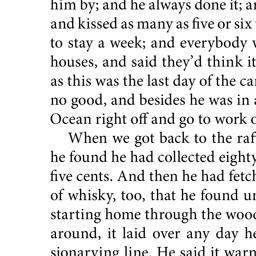 him by; and he always done it; a
and kissed as many as five or six
to stay a week; and everybody
houses, and said they’d think it
as this was the last day of the ca
no good, and besides he was in a
Ocean right off and go to work o
When we got back to the raf
he found he had collected eighty
five cents. And then he had fetc
of whisky, too, that he found u
starting home through the wood
around, it laid over any day he
sionarying line. He said it warn